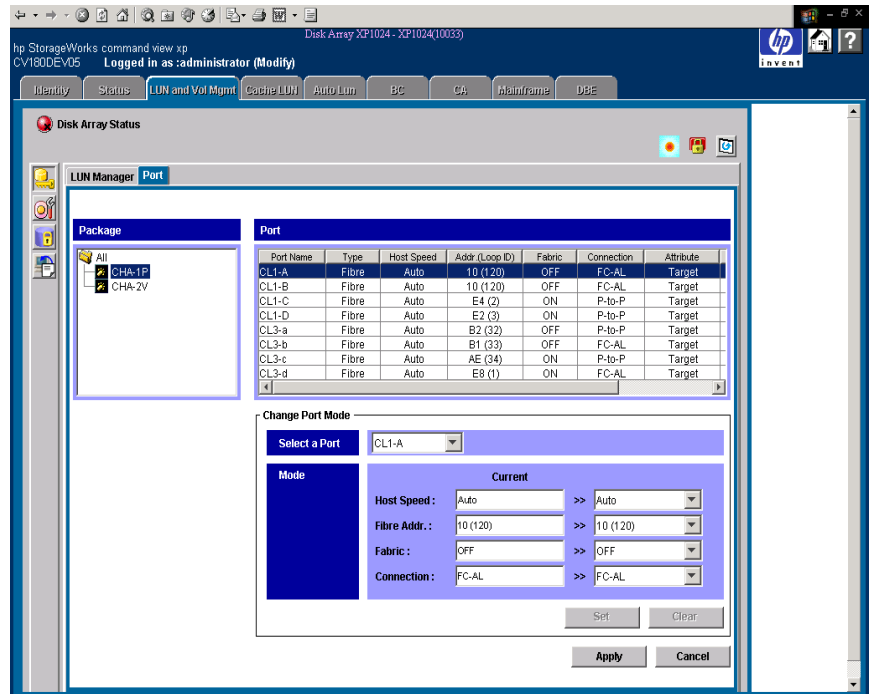 Disk Array XP1024 - XP1024(10033)
hp StorageWorks command view xp
CV180DEV05 Logged in as :administrator (Modify)
hp
invent
?
Identity Status LUN and Vol Mgmt Cache LUN Auto Lun BC CA Mainframe DBE
Disk Array Status
LUN Manager Port
Package
All
CHA-1P
CHA-2V
Port
Port Name Type Host Speed Addr.(Loop ID) Fabric Connection Attribute
CL1-A Fibre Auto 10 (120) OFF FC-AL Target
CL1-B Fibre Auto 10 (120) OFF FC-AL Target
CL1-C Fibre Auto E4 (2) ON P-to-P Target
CL1-D Fibre Auto E2 (3) ON P-to-P Target
CL3-a Fibre Auto B2 (32) OFF FC-AL Target
CL3-b Fibre Auto B1 (33) OFF FC-AL Target
CL3-c Fibre Auto AE (34) ON P-to-P Target
CL3-d Fibre Auto E8 (1) ON FC-AL Target
Change Port Mode
Select a Port CL1-A
Mode
Current
Host Speed : Auto >> Auto
Fibre Addr. : 10 (120) >> 10 (120)
Fabric : OFF >> OFF
Connection : FC-AL >> FC-AL
Set Clear
Apply Cancel